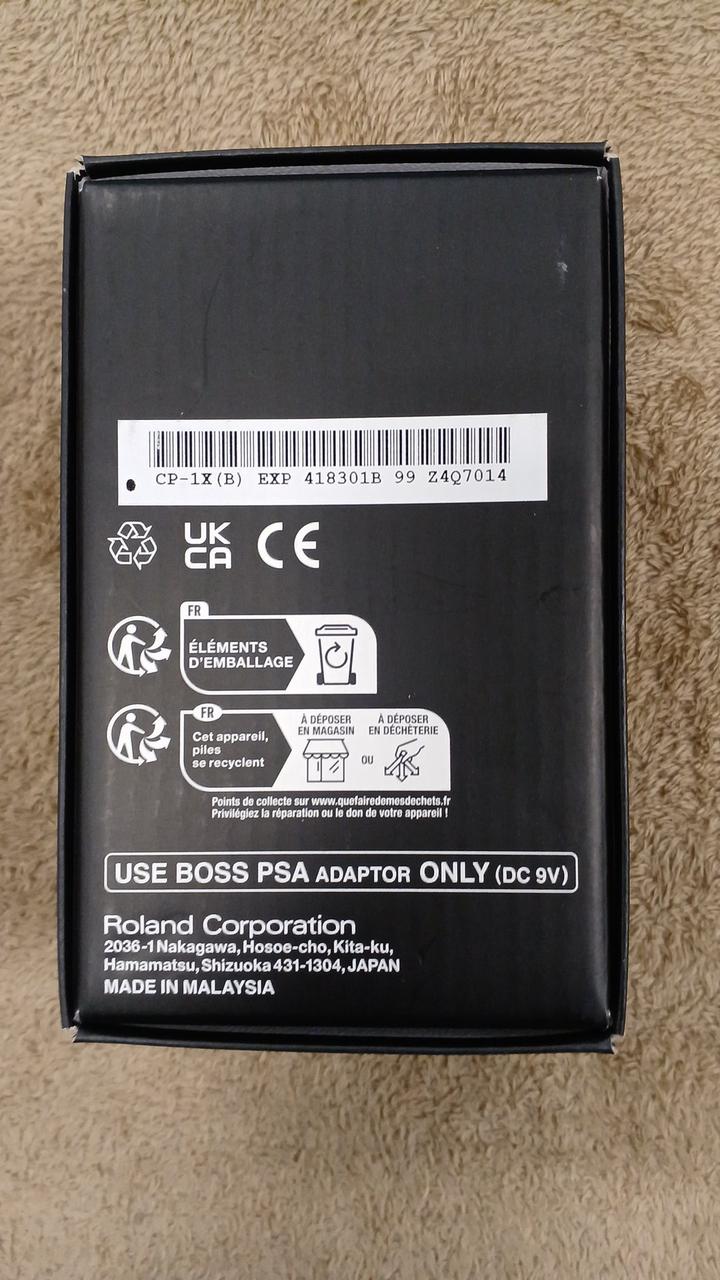 CP-1X(B) EXP 418301B 99 Z4Q7014
UK
CA
CE
FR
ÉLÉMENTS
D'EMBALLAGE
FR
Cet appareil,
piles
se recyclent
À DÉPOSER
EN MAGASIN
OU
À DÉPOSER
EN DÉCHÈTERIE
Points de collecte sur www.quefairedemesdechets.fr
Privilégiez la réparation ou le don de votre appareil !
USE BOSS PSA ADAPTOR ONLY (DC 9V)
Roland Corporation
2036-1 Nakagawa, Hosoe-cho, Kita-ku,
Hamamatsu, Shizuoka 431-1304, JAPAN
MADE IN MALAYSIA